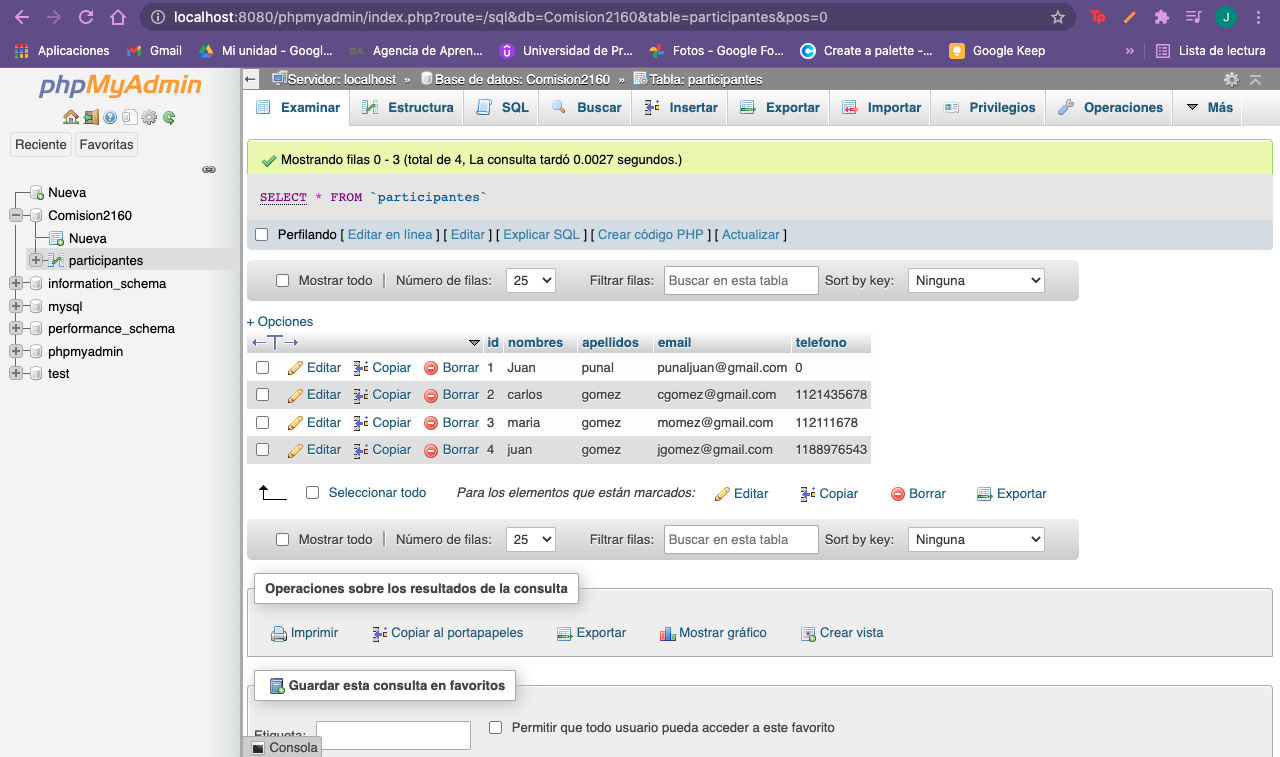 localhost:8080/phpmyadmin/index.php?route=/sql&db=Comision2160&table=participantes&pos=0
Tp
J
Aplicaciones
Gmail
Mi unidad - Googl...
Agencia de Apren...
Universidad de Pr...
Fotos - Google Fo...
Create a palette -...
Google Keep
»
Lista de lectura
phpMyAdmin
Reciente
Favoritas
Nueva
Comision2160
Nueva
participantes
information_schema
mysql
performance_schema
phpmyadmin
test
Servidor: localhost » Base de datos: Comision2160 » Tabla: participantes
Examinar Estructura SQL Buscar Insertar Exportar Importar Privilegios Operaciones Más
Mostrando filas 0 - 3 (total de 4, La consulta tardó 0.0027 segundos.)
SELECT * FROM `participantes`
Perfilando [ Editar en línea ] [ Editar ] [ Explicar SQL ] [ Crear código PHP ] [ Actualizar ]
Mostrar todo | Número de filas: 25 Filtrar filas: Buscar en esta tabla Sort by key: Ninguna
+ Opciones
←T→ id nombres apellidos email telefono
Editar Copiar Borrar 1 Juan punal punaljuan@gmail.com 0
Editar Copiar Borrar 2 carlos gomez cgomez@gmail.com 1121435678
Editar Copiar Borrar 3 maria gomez momez@gmail.com 112111678
Editar Copiar Borrar 4 juan gomez jgomez@gmail.com 1188976543
Seleccionar todo Para los elementos que están marcados: Editar Copiar Borrar Exportar
Mostrar todo | Número de filas: 25 Filtrar filas: Buscar en esta tabla Sort by key: Ninguna
Operaciones sobre los resultados de la consulta
Imprimir Copiar al portapapeles Exportar Mostrar gráfico Crear vista
Guardar esta consulta en favoritos
Etiqueta: Permitir que todo usuario pueda acceder a este favorito
Consola